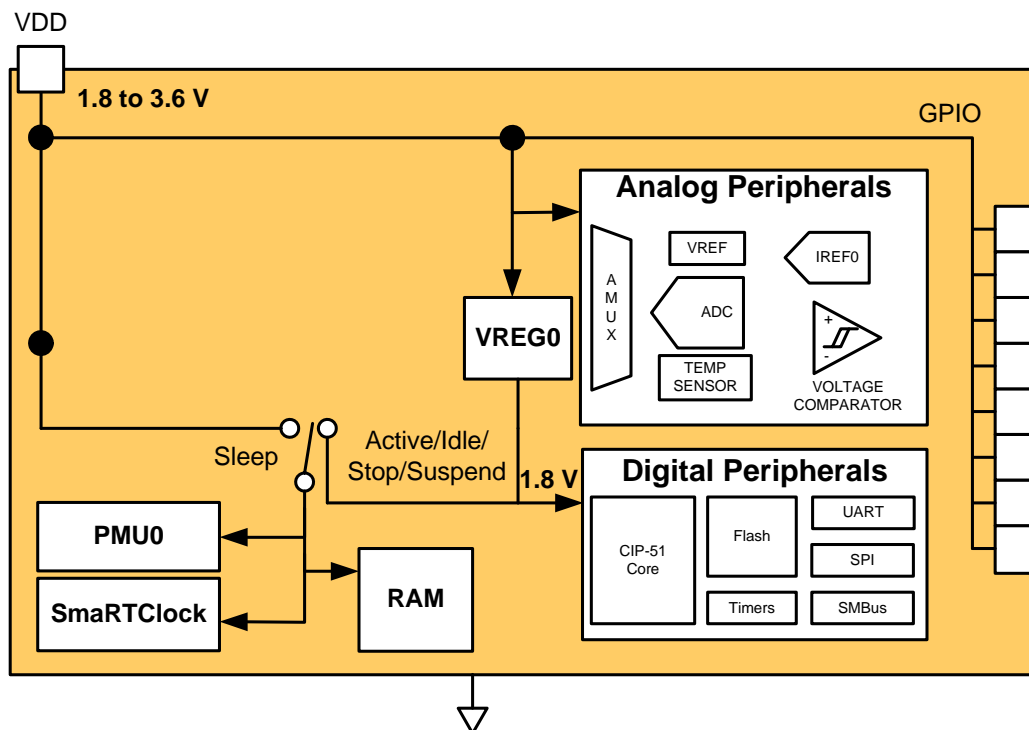 VDD
1.8 to 3.6 V
GPIO
Analog Peripherals
AMUX
VREF
IREF0
ADC
TEMP
SENSOR
+
-
VOLTAGE
COMPARATOR
VREG0
Sleep
Active/Idle/
Stop/Suspend
1.8 V
Digital Peripherals
CIP-51
Core
Flash
Timers
UART
SPI
SMBus
PMU0
SmaRTClock
RAM